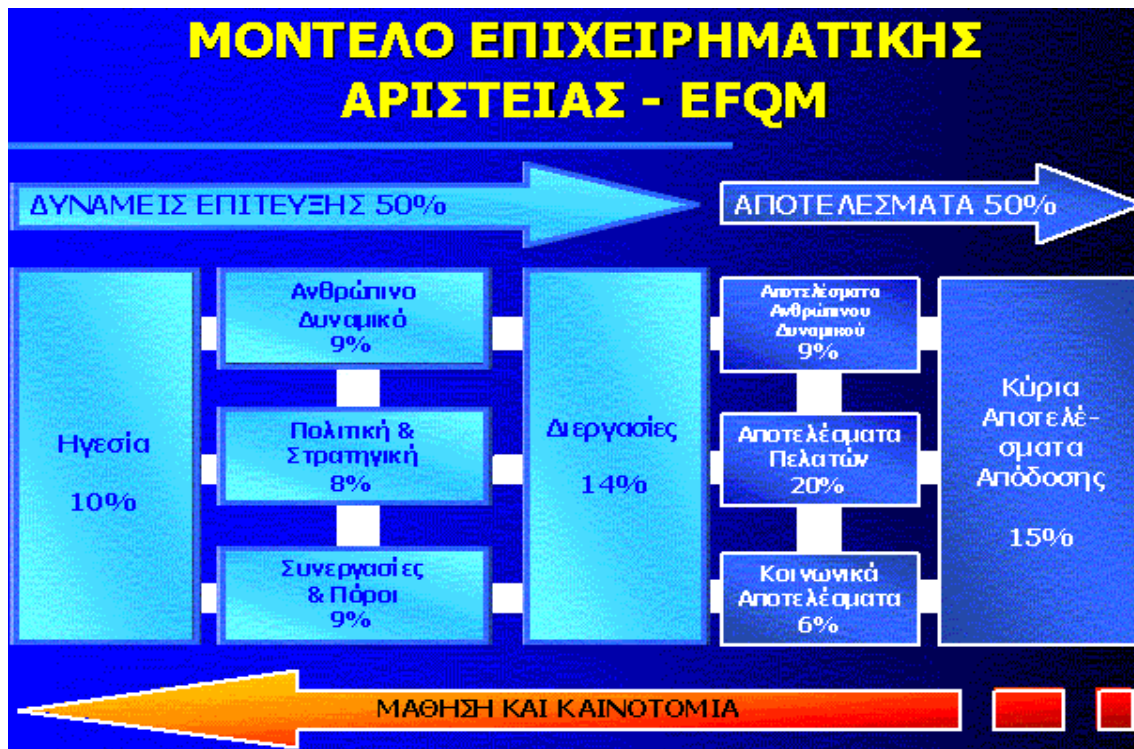 ΜΟΝΤΕΛΟ ΕΠΙΧΕΙΡΗΜΑΤΙΚΗΣ
ΑΡΙΣΤΕΙΑΣ - EFQM
ΔΥΝΑΜΕΙΣ ΕΠΙΤΕΥΞΗΣ 50%
ΑΠΟΤΕΛΕΣΜΑΤΑ 50%
Ηγεσία
10%
Ανθρώπινο
Δυναμικό
9%
Πολιτική &
Στρατηγική
8%
Συνεργασίες
& Πόροι
9%
Διεργασίες
14%
Αποτελέσματα
Ανθρώπινου
Δυναμικού
9%
Αποτελέσματα
Πελατών
20%
Κοινωνικά
Αποτελέσματα
6%
Κύρια
Αποτελέ-
σματα
Απόδοσης
15%
ΜΑΘΗΣΗ ΚΑΙ ΚΑΙΝΟΤΟΜΙΑ